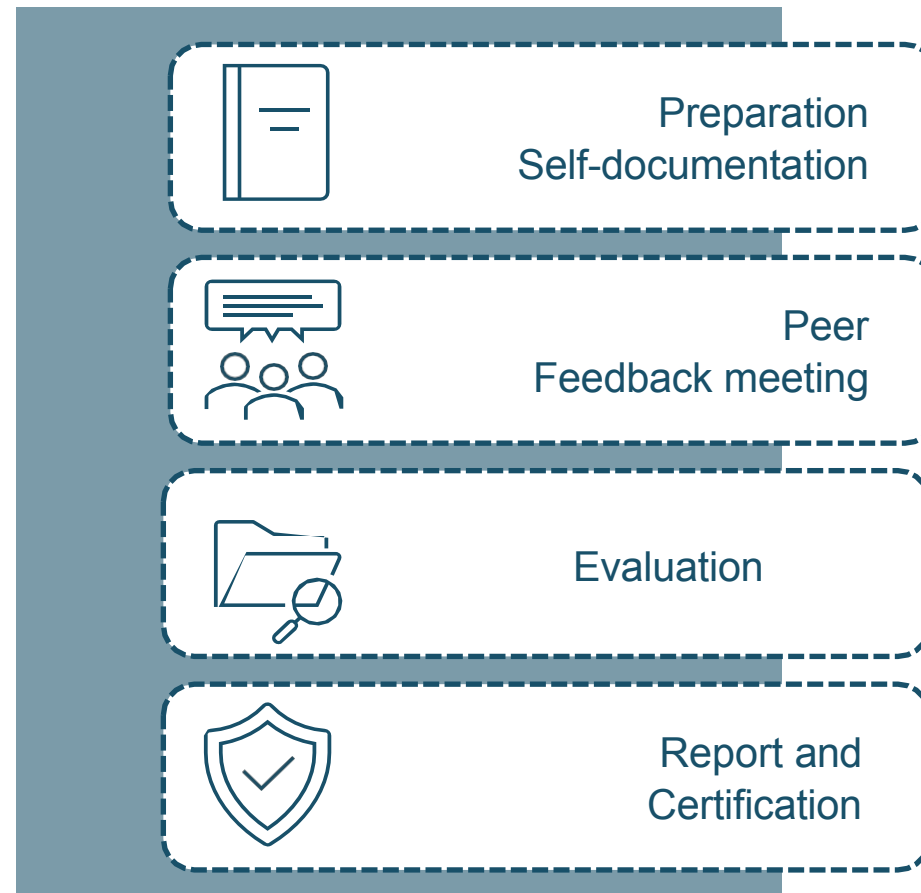 Preparation
Self-documentation
Peer
Feedback meeting
Evaluation
Report and
Certification